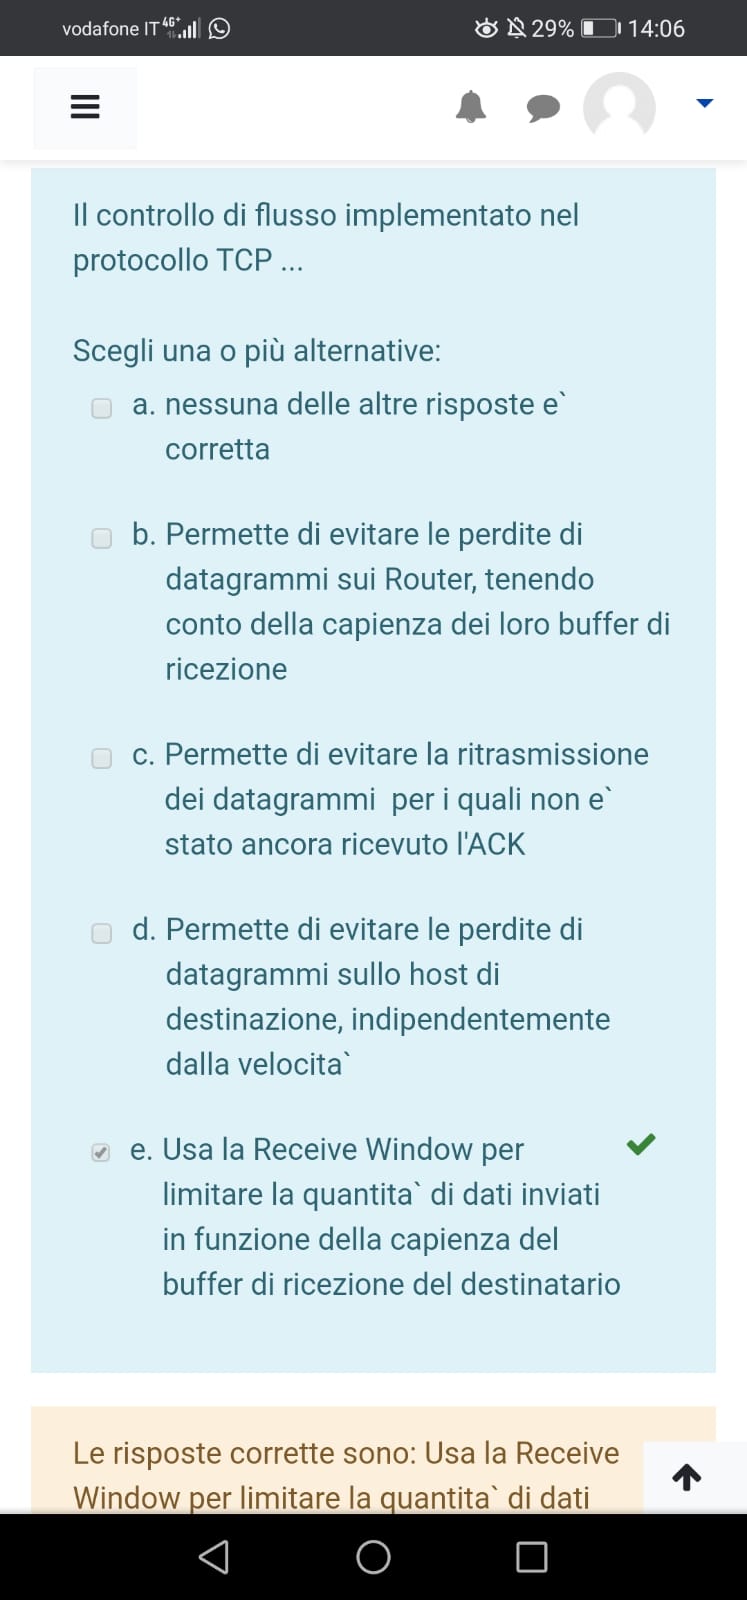 vodafone IT 4G+ 29% 14:06
Il controllo di flusso implementato nel
protocollo TCP ...
Scegli una o più alternative:
a. nessuna delle altre risposte e`
corretta
b. Permette di evitare le perdite di
datagrammi sui Router, tenendo
conto della capienza dei loro buffer di
ricezione
c. Permette di evitare la ritrasmissione
dei datagrammi  per i quali non e`
stato ancora ricevuto l'ACK
d. Permette di evitare le perdite di
datagrammi sullo host di
destinazione, indipendentemente
dalla velocita`
e. Usa la Receive Window per
limitare la quantita` di dati inviati
in funzione della capienza del
buffer di ricezione del destinatario
Le risposte corrette sono: Usa la Receive
Window per limitare la quantita` di dati